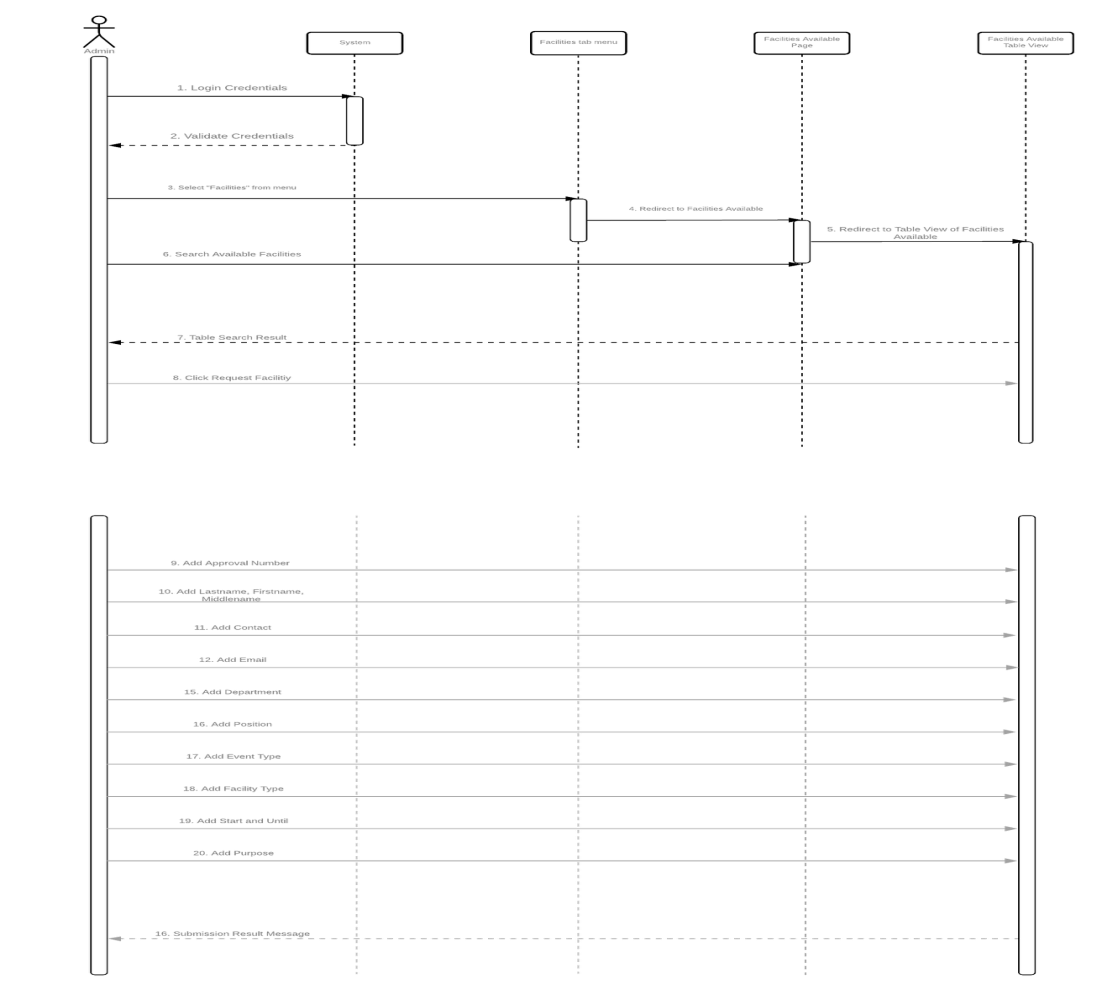 Admin
System
Facilities tab menu
Facilities Available
Page
Facilities Available
Table View
1. Login Credentials
2. Validate Credentials
3. Select "Facilities" from menu
4. Redirect to Facilities Available
5. Redirect to Table View of Facilities
Available
6. Search Available Facilities
7. Table Search Result
8. Click Request Facilitiy
9. Add Approval Number
10. Add Lastname, Firstname,
Middlename
11. Add Contact
12. Add Email
15. Add Department
16. Add Position
17. Add Event Type
18. Add Facility Type
19. Add Start and Until
20. Add Purpose
16. Submission Result Message